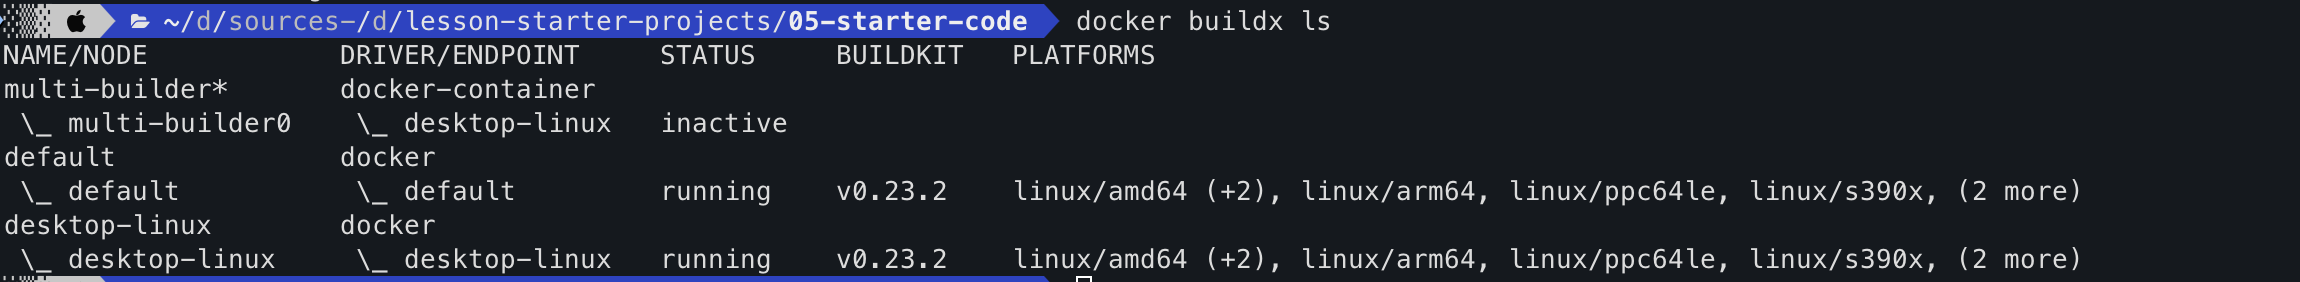 ~/d/sources-/d/lesson-starter-projects/05-starter-code docker buildx ls
NAME/NODE DRIVER/ENDPOINT STATUS BUILDKIT PLATFORMS
multi-builder* docker-container
\_ multi-builder0 \_ desktop-linux inactive
default docker
\_ default \_ default running v0.23.2 linux/amd64 (+2), linux/arm64, linux/ppc64le, linux/s390x, (2 more)
desktop-linux docker
\_ desktop-linux \_ desktop-linux running v0.23.2 linux/amd64 (+2), linux/arm64, linux/ppc64le, linux/s390x, (2 more)